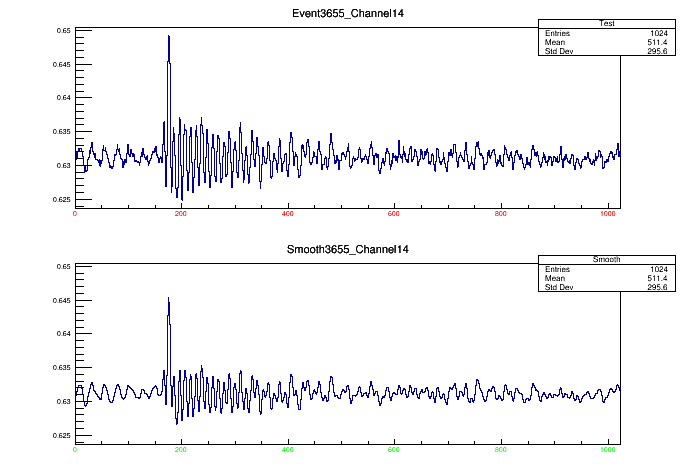 Event3655_Channel14
Test
Entries 1024
Mean 511.4
Std Dev 295.6
0.65
0.645
0.64
0.635
0.63
0.625
0 200 400 600 800 1000
Smooth3655_Channel14
Smooth
Entries 1024
Mean 511.4
Std Dev 295.6
0.65
0.645
0.64
0.635
0.63
0.625
0 200 400 600 800 1000